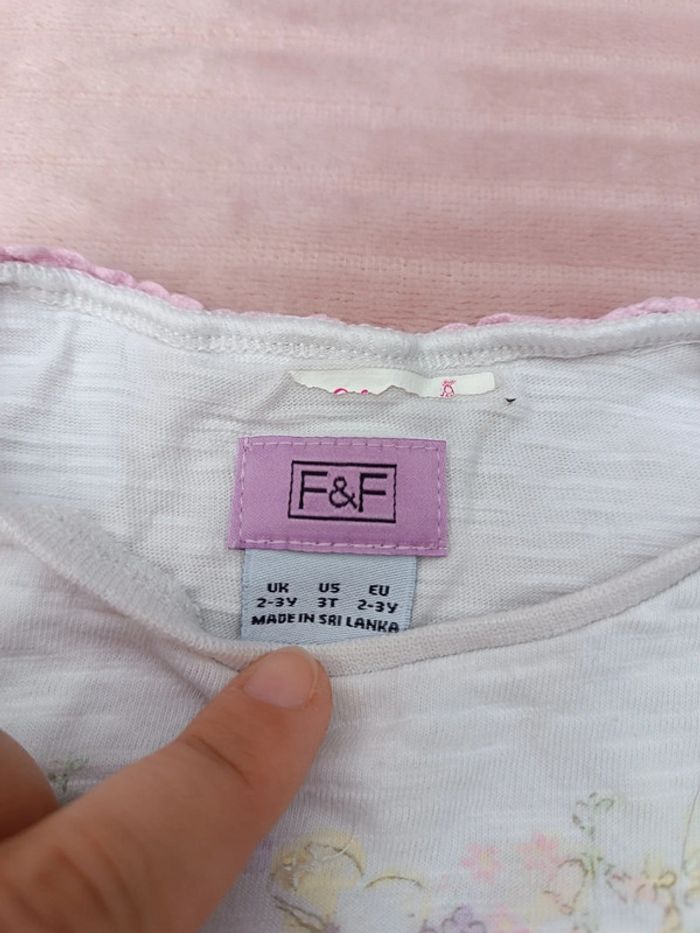 F&F
UK US EU
2-3Y 3T 2-3Y
MADE IN SRI LANKA